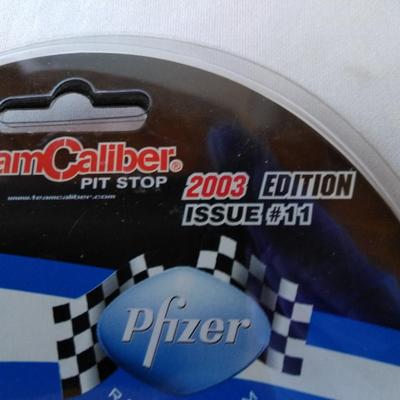 amCaliber®
PIT STOP
www.teamcaliber.com
2003 EDITION
ISSUE #11
Pfizer